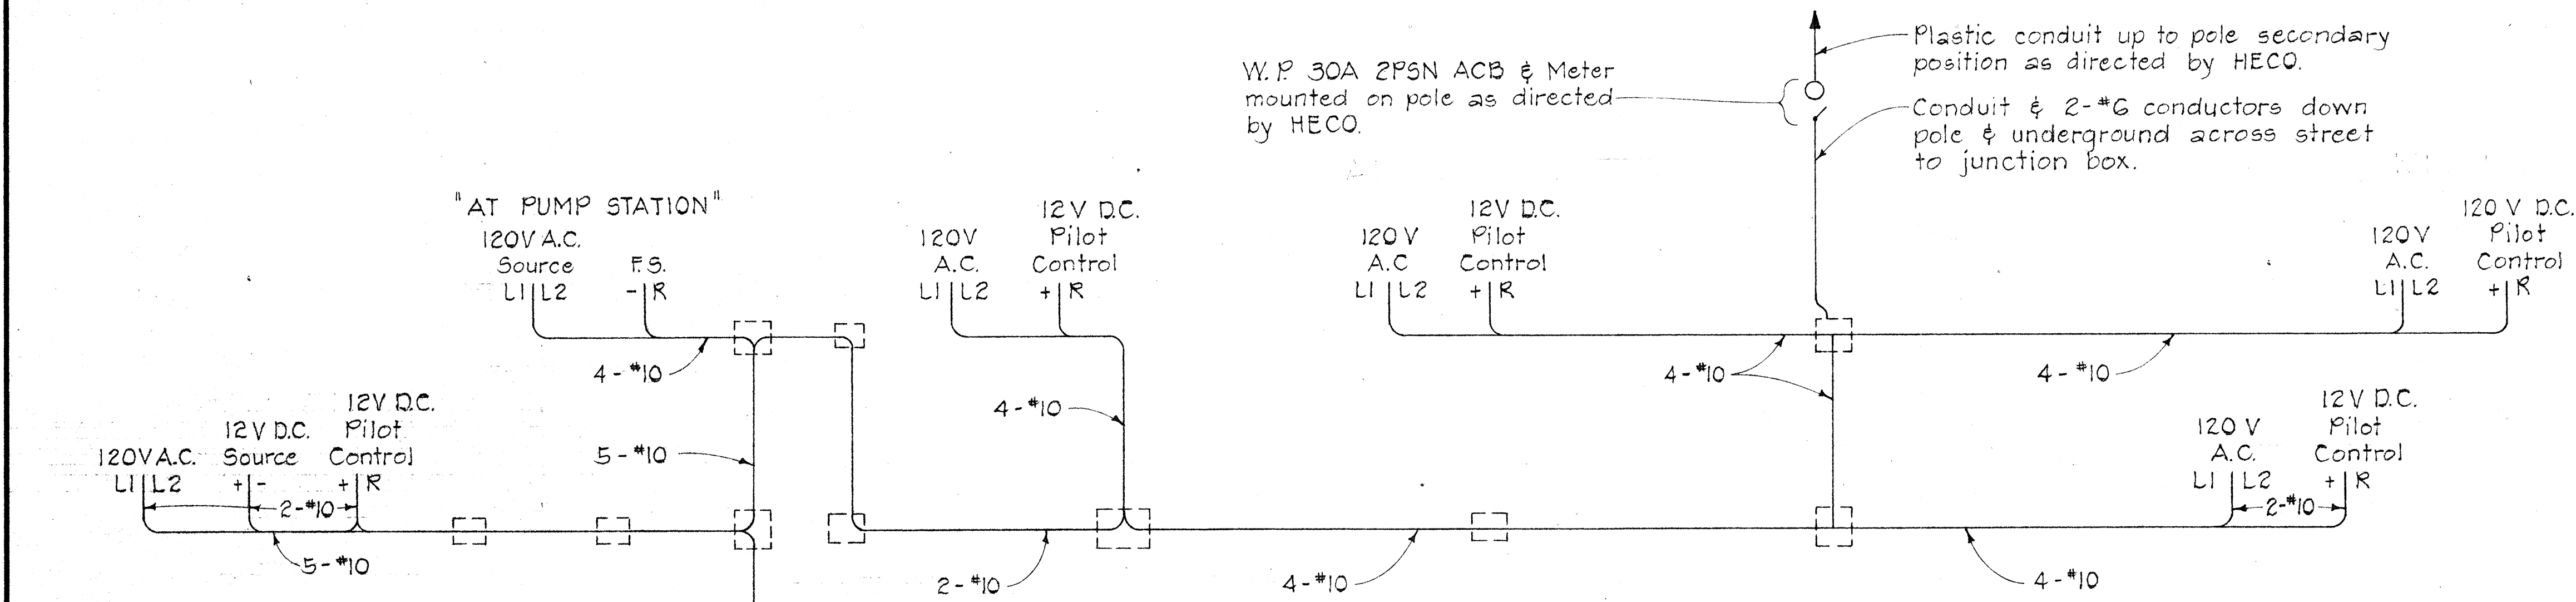 Plastic conduit up to pole secondary
position as directed by HECO.
W.P. 30A 2PSN ACB & Meter
mounted on pole as directed
by HECO.
Conduit & 2-#6 conductors down
pole & underground across street
to junction box.
"AT PUMP STATION"
120V A.C.
Source
L1 L2
F.S.
- R
120V
A.C.
L1 L2
12V D.C.
Pilot
Control
+ R
120V
A.C
L1 L2
12V D.C.
Pilot
Control
+ R
120V
A.C.
L1 L2
120 V D.C.
Pilot
Control
+ R
4-#10
4-#10
4-#10
4-#10
5-#10
120V A.C.
L1 L2
12V D.C.
Source
+ -
12V D.C.
Pilot
Control
+ R
2-#10
5-#10
120 V
A.C.
L1 L2
12V D.C.
Pilot
Control
+ R
2-#10
2-#10
4-#10
4-#10